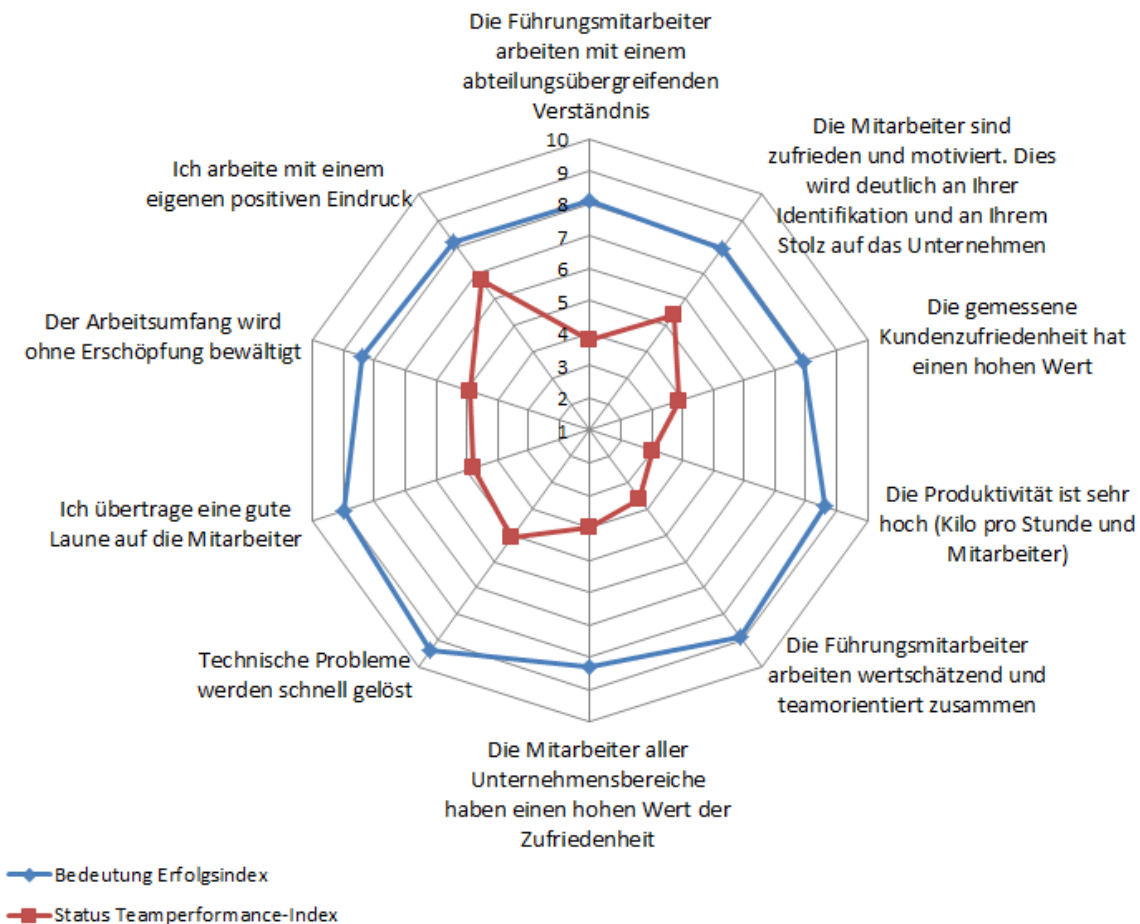 Die Führungsmitarbeiter
arbeiten mit einem
abteilungsübergreifenden
Verständnis
Die Mitarbeiter sind
zufrieden und motiviert. Dies
wird deutlich an Ihrer
Identifikation und an Ihrem
Stolz auf das Unternehmen
Die gemessene
Kundenzufriedenheit hat
einen hohen Wert
Die Produktivität ist sehr
hoch (Kilo pro Stunde und
Mitarbeiter)
Die Führungsmitarbeiter
arbeiten wertschätzend und
teamorientiert zusammen
Die Mitarbeiter aller
Unternehmensbereiche
haben einen hohen Wert der
Zufriedenheit
Technische Probleme
werden schnell gelöst
Ich übertrage eine gute
Laune auf die Mitarbeiter
Der Arbeitsumfang wird
ohne Erschöpfung bewältigt
Ich arbeite mit einem
eigenen positiven Eindruck
10
9
8
7
6
5
4
3
2
1
Bedeutung Erfolgsindex
Status Teamperformance-Index